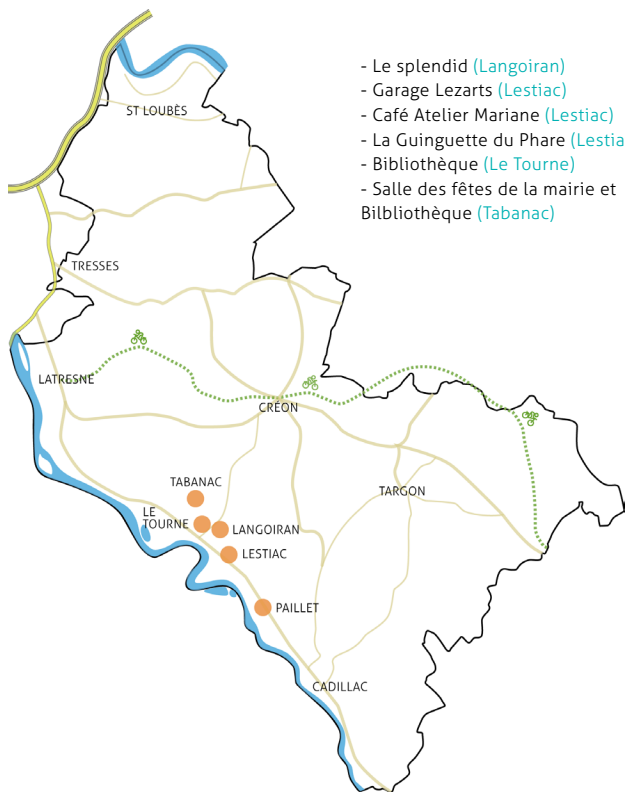 - Le splendid (Langoiran)
- Garage Lezarts (Lestiac)
- Café Atelier Mariane (Lestiac)
- La Guinguette du Phare (Lestia
- Bibliothèque (Le Tourne)
- Salle des fêtes de la mairie et
Bilbliothèque (Tabanac)
ST LOUBÈS
TRESSES
LATRESNE
CRÉON
TABANAC
TARGON
LE
TOURNE
LANGOIRAN
LESTIAC
PAILLET
CADILLAC